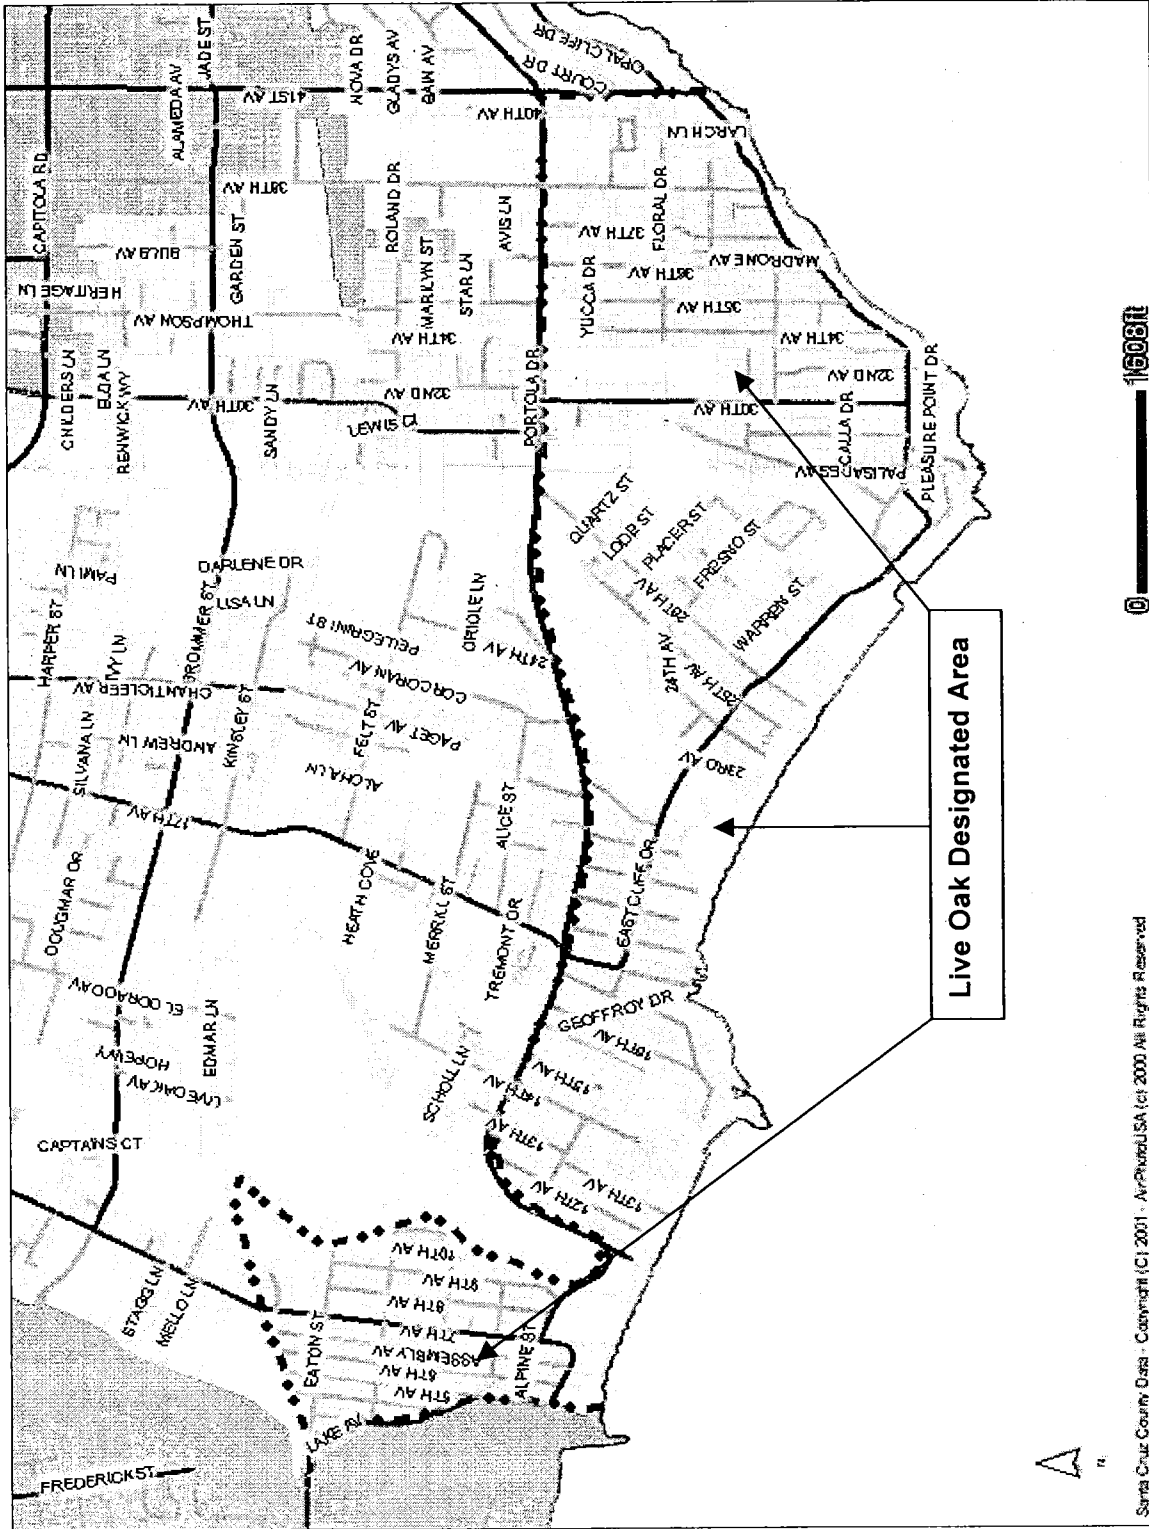 CAPITOLA RD
ALAMEDA AV
JADE ST
41ST AV
NOVA DR
GLADYS AV
BAIN AV
40TH AV
COURT DR
OPAL CLIFF DR
LARCH LN
HERITAGE LN
BULB AV
38TH AV
GARDEN ST
THOMPSON AV
ROLAND DR
MARILYN ST
STAR LN
AVIS LN
34TH AV
37TH AV
FLORAL DR
36TH AV
MADRONE AV
YUCCA DR
35TH AV
34TH AV
CHILDERS LN
ELDA LN
RENWICK WY
30TH AV
SANDY LN
32ND AV
LEWIS CI
PORTOLA DR
30TH AV
32ND AV
CALLA DR
PALISADES AV
PLEASURE POINT DR
QUARTZ ST
LODE ST
PLACER ST
FRESNO ST
28TH AV
WARREN ST
24TH AV
26TH AV
23RD AV
PAMI LN
HARPER ST
IVY LN
DARLENE DR
LISA LN
BROMMER ST
CHANTICLEER AV
PELLEGRINI ST
ORIOLE LN
24TH AV
CORCORAN AV
SILVANA LN
ANDREW LN
KINSLEY ST
FELT ST
PAGET AV
ALOHA LN
17TH AV
ALICE ST
DOUGMAR DR
HEATH COVE
MERRILL ST
TREMONT DR
EAST CLIFF DR
EL DORADO AV
HOPE WY
EDMAR LN
LIVE OAK AV
GEOFFROY DR
16TH AV
15TH AV
14TH AV
SCHOLL LN
13TH AV
12TH AV
13TH AV
CAPTAINS CT
STAGG LN
MELLO LN
EATON ST
10TH AV
9TH AV
8TH AV
7TH AV
ASSEMBLY AV
6TH AV
5TH AV
ALPINE ST
LAKE AV
FREDERICK ST
Live Oak Designated Area
0 1608ft
N
Santa Cruz County Data - Copyright (C) 2001 - AirPhotoUSA (c) 2000 All Rights Reserved